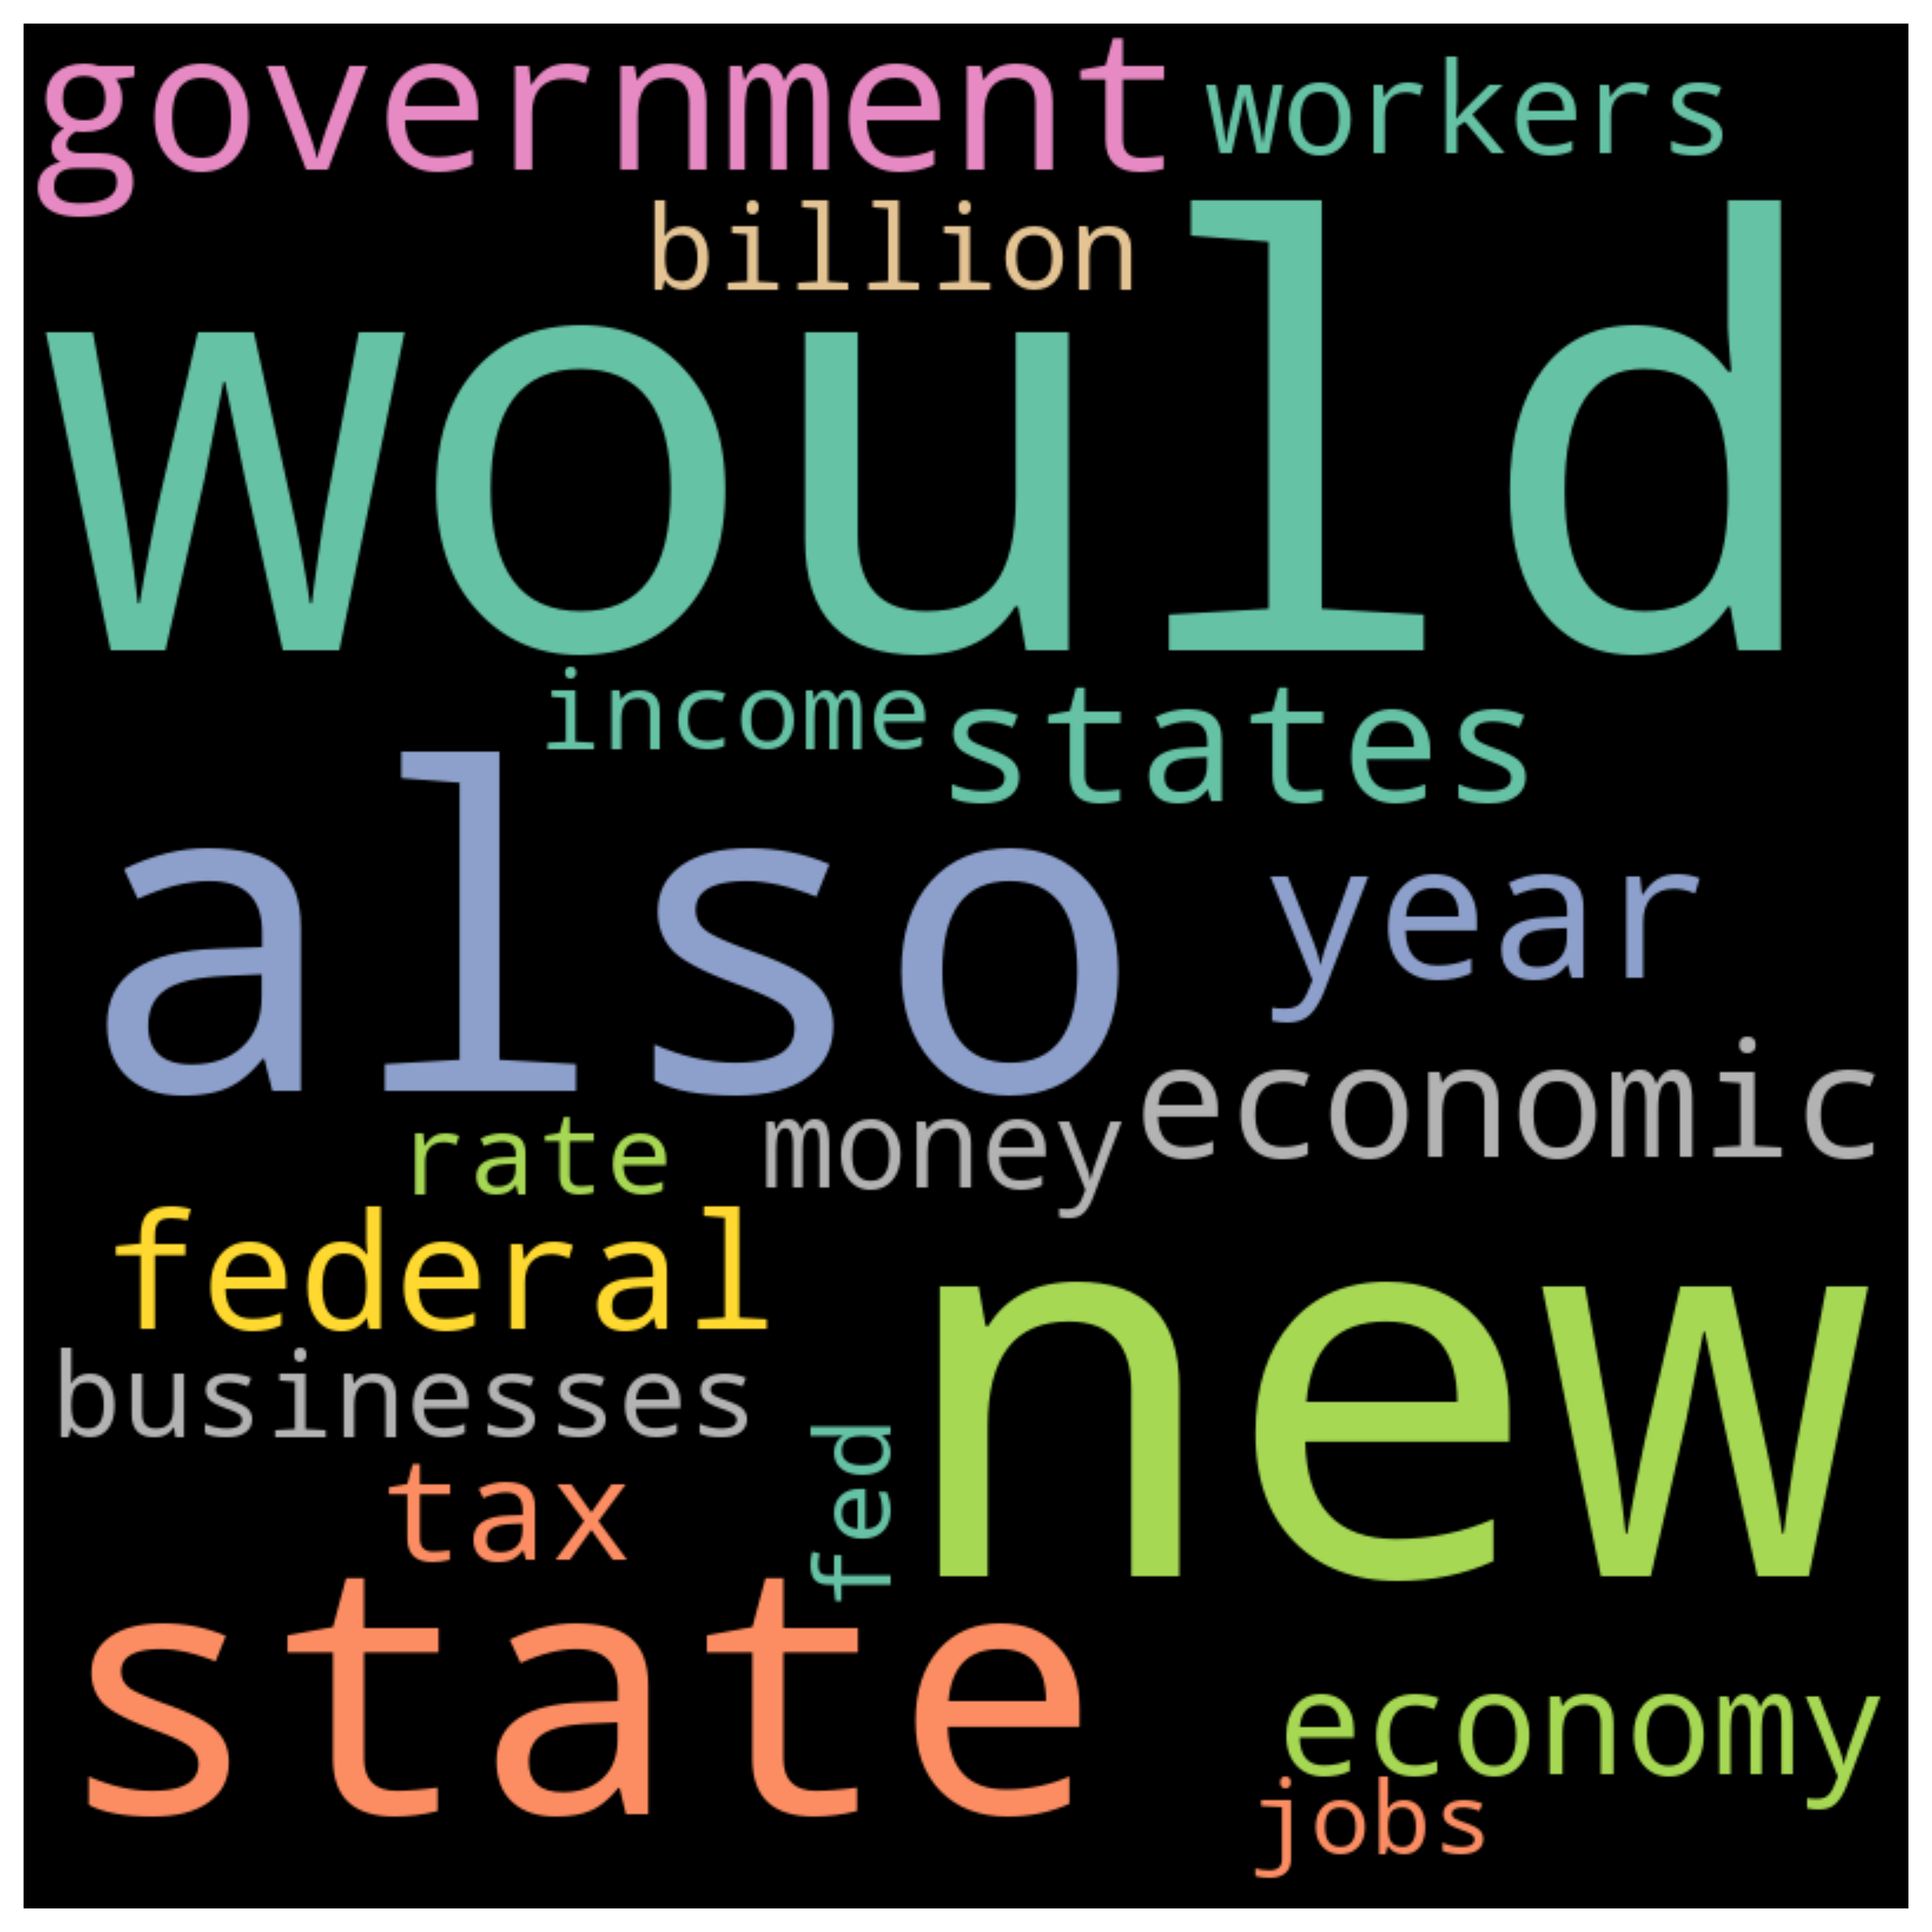 government workers
billion
would
income states
also year
economic
rate money
federal
new
businesses
fed
tax
state
economy
jobs